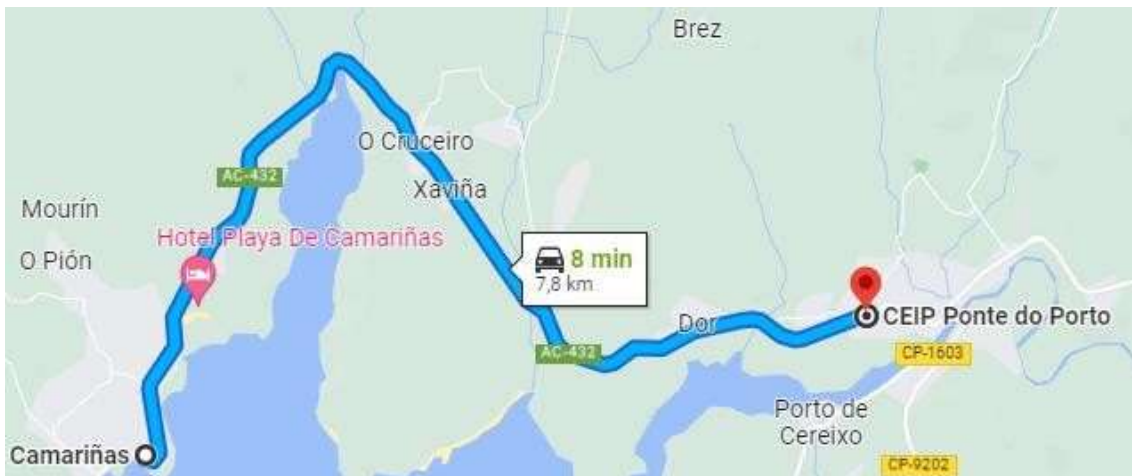 Brez
O Cruceiro
AC-432
Xaviña
Mourín
Hotel Playa De Camariñas
O Pión
8 min
7,8 km
CEIP Ponte do Porto
Dor
AC-432
CP-1603
Porto de
Cereixo
Camariñas
CP-9202